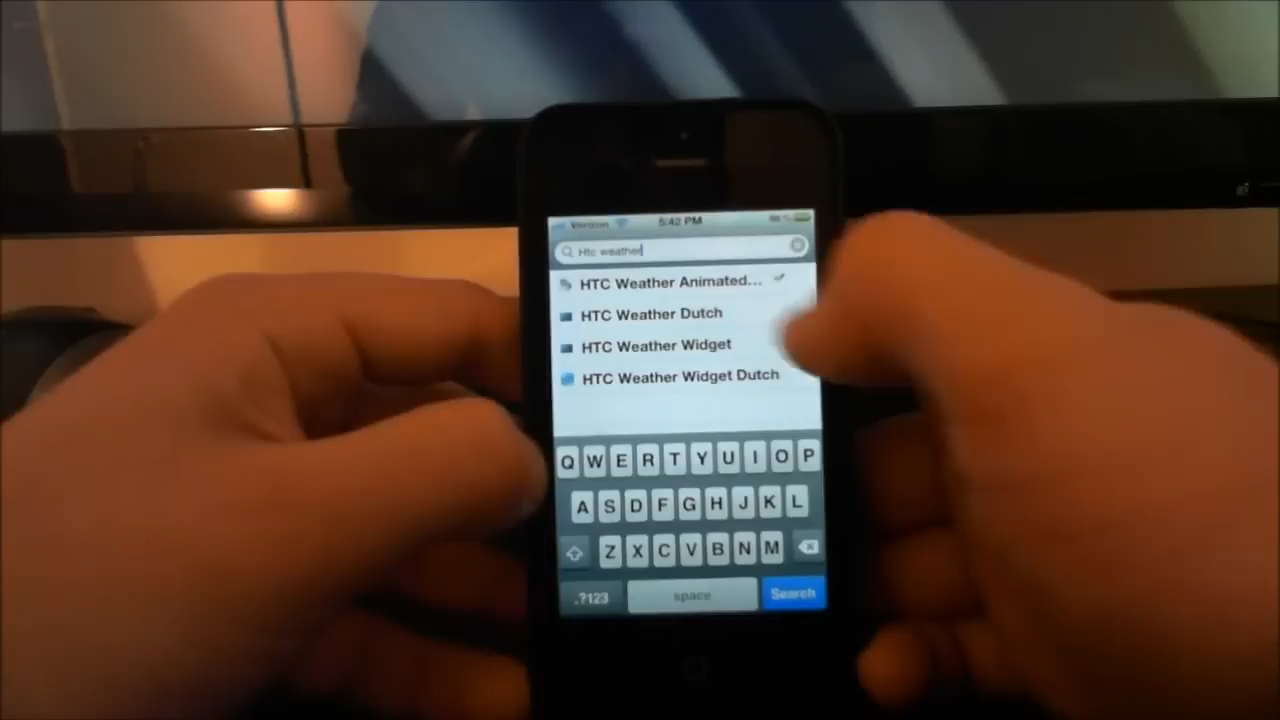 Verizon 5:42 PM
Htc weather
HTC Weather Animated...
HTC Weather Dutch
HTC Weather Widget
HTC Weather Widget Dutch
Q W E R T Y U I O P
A S D F G H J K L
Z X C V B N M
.?123 space Search